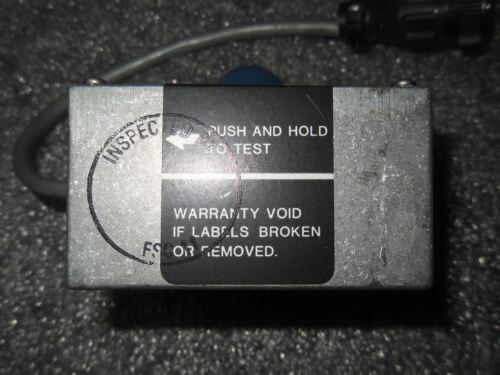 PUSH AND HOLD
TO TEST
WARRANTY VOID
IF LABELS BROKEN
OR REMOVED.